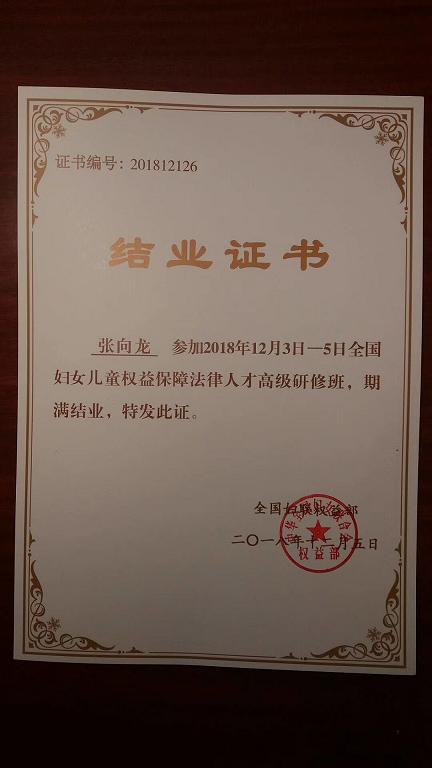 证书编号：201812126
结业证书
张向龙 参加2018年12月3日—5日全国
妇女儿童权益保障法律人才高级研修班，期
满结业，特发此证。
全国妇联权益部
二〇一八年十二月五日
权益部